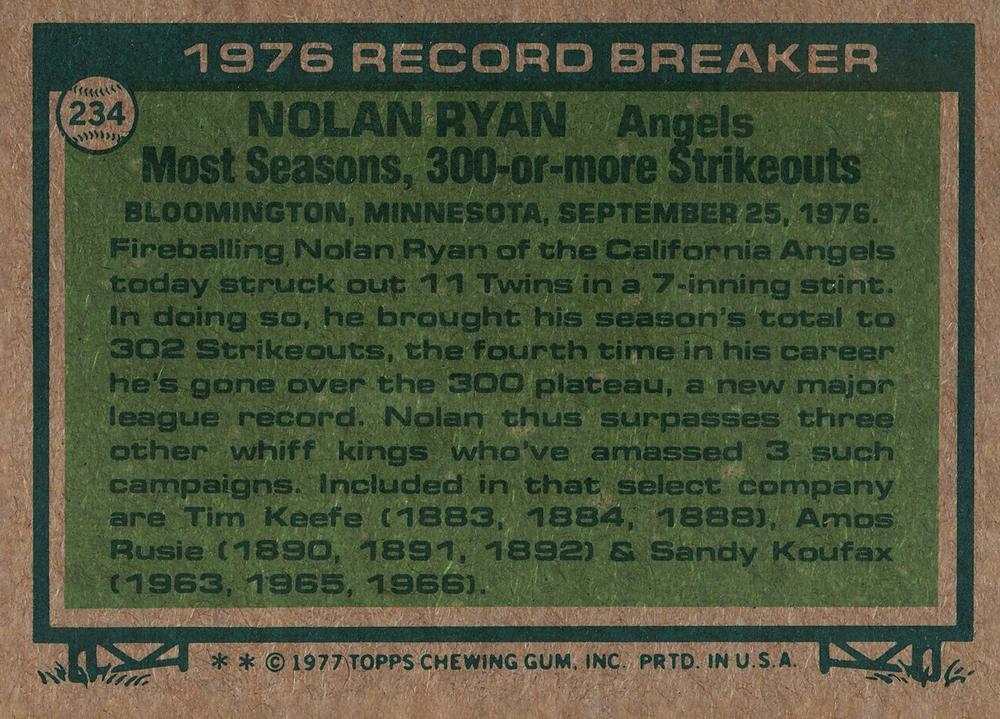 1976 RECORD BREAKER
234
NOLAN RYAN Angels
Most Seasons, 300-or-more Strikeouts
BLOOMINGTON, MINNESOTA, SEPTEMBER 25, 1976.
Fireballing Nolan Ryan of the California Angels
today struck out 11 Twins in a 7-inning stint.
In doing so, he brought his season's total to
302 Strikeouts, the fourth time in his career
he's gone over the 300 plateau, a new major
league record. Nolan thus surpasses three
other whiff kings who've amassed 3 such
campaigns. Included in that select company
are Tim Keefe (1883, 1884, 1888), Amos
Rusie (1890, 1891, 1892) & Sandy Koufax
(1963, 1965, 1966).
* * © 1977 TOPPS CHEWING GUM, INC. PRTD. IN U.S.A.